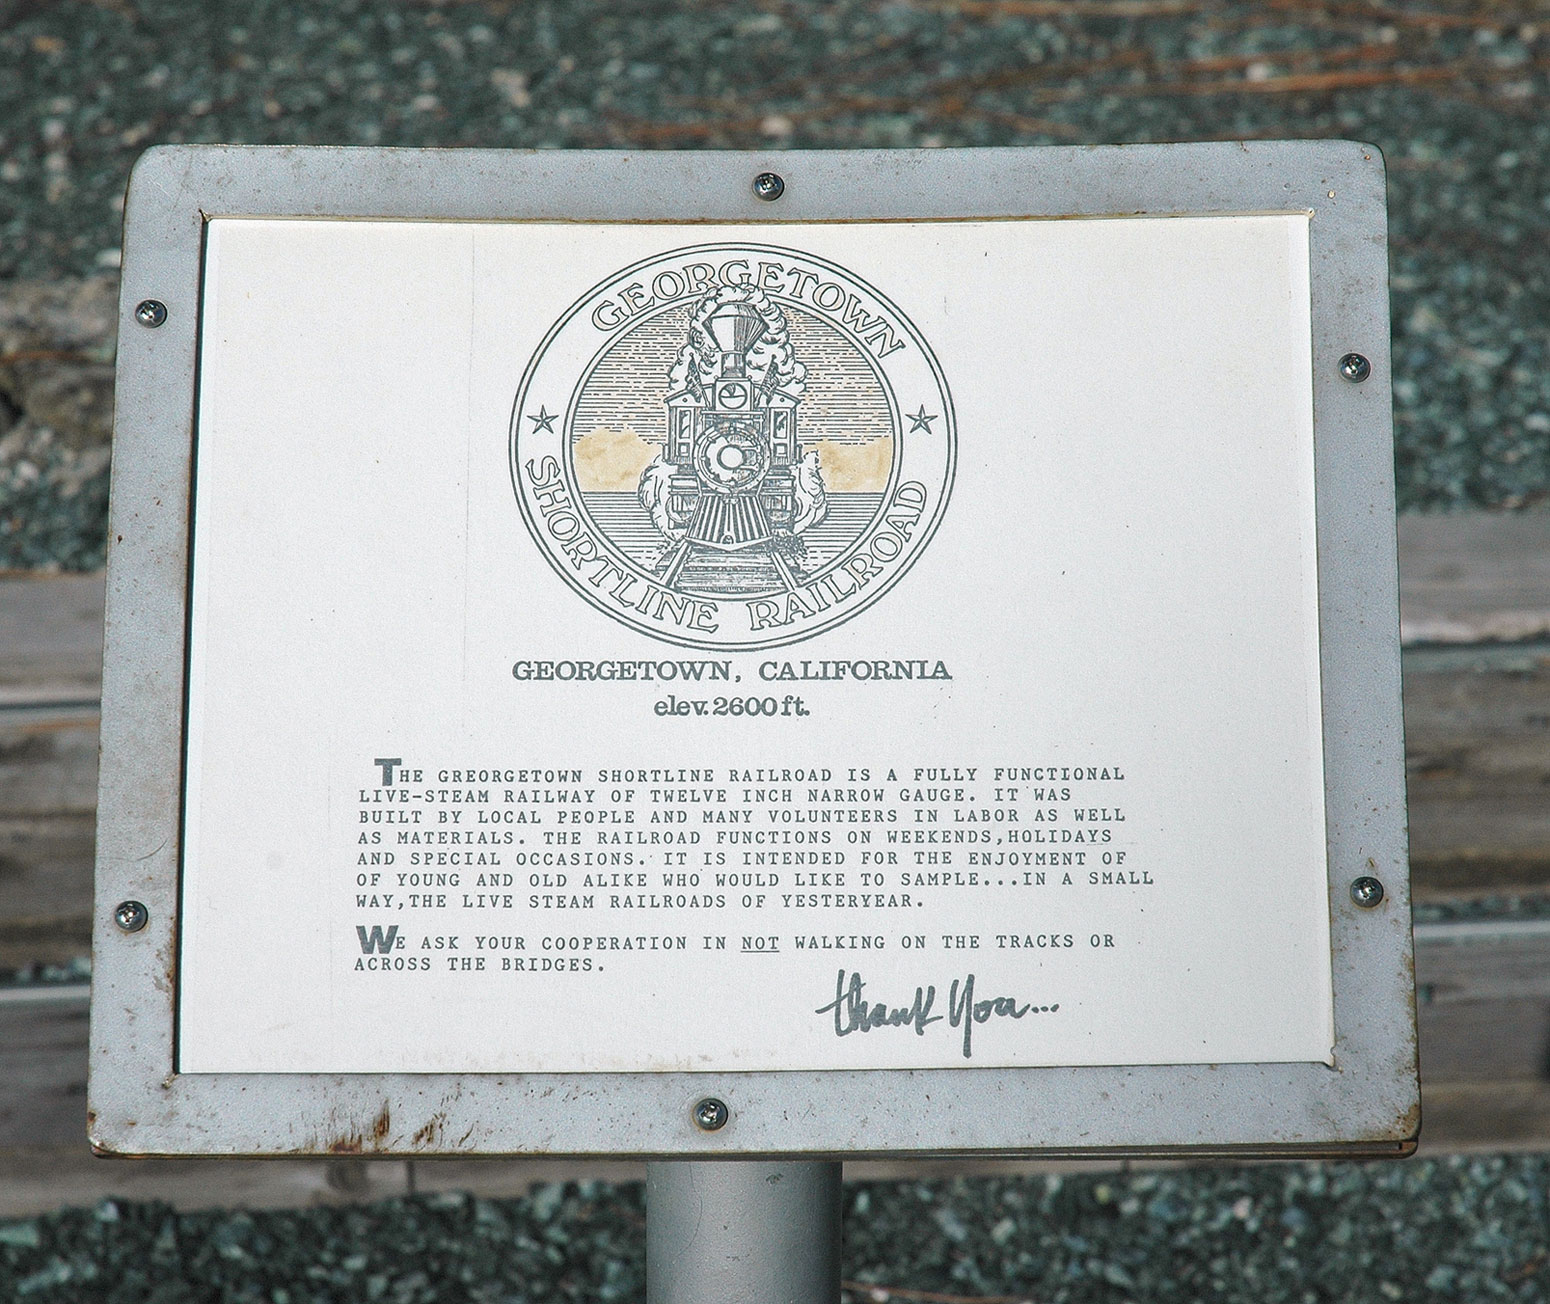 GEORGETOWN
SHORTLINE RAILROAD
GEORGETOWN, CALIFORNIA
elev. 2600 ft.
THE GREORGETOWN SHORTLINE RAILROAD IS A FULLY FUNCTIONAL
LIVE-STEAM RAILWAY OF TWELVE INCH NARROW GAUGE. IT WAS
BUILT BY LOCAL PEOPLE AND MANY VOLUNTEERS IN LABOR AS WELL
AS MATERIALS. THE RAILROAD FUNCTIONS ON WEEKENDS,HOLIDAYS
AND SPECIAL OCCASIONS. IT IS INTENDED FOR THE ENJOYMENT OF
OF YOUNG AND OLD ALIKE WHO WOULD LIKE TO SAMPLE...IN A SMALL
WAY,THE LIVE STEAM RAILROADS OF YESTERYEAR.
WE ASK YOUR COOPERATION IN NOT WALKING ON THE TRACKS OR
ACROSS THE BRIDGES.
thank you...